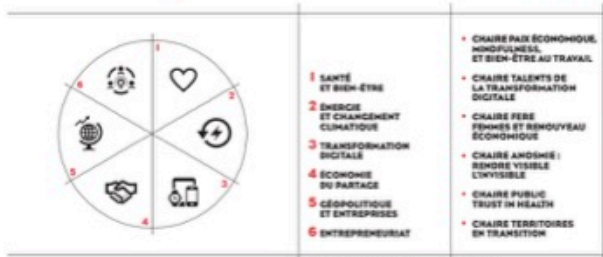 1
2
3
4
5
6
1 SANTÉ
ET BIEN-ÊTRE
2 ÉNERGIE
ET CHANGEMENT
CLIMATIQUE
3 TRANSFORMATION
DIGITALE
4 ÉCONOMIE
DU PARTAGE
5 GÉOPOLITIQUE
ET ENTREPRISES
6 ENTREPRENEURIAT
• CHAIRE PAIX ÉCONOMIQUE,
MINDFULNESS,
ET BIEN-ÊTRE AU TRAVAIL
• CHAIRE TALENTS DE
LA TRANSFORMATION
DIGITALE
• CHAIRE FERE
FEMMES ET RENOUVEAU
ÉCONOMIQUE
• CHAIRE ANOSMIE :
RENDRE VISIBLE
L'INVISIBLE
• CHAIRE PUBLIC
TRUST IN HEALTH
• CHAIRE TERRITOIRES
EN TRANSITION